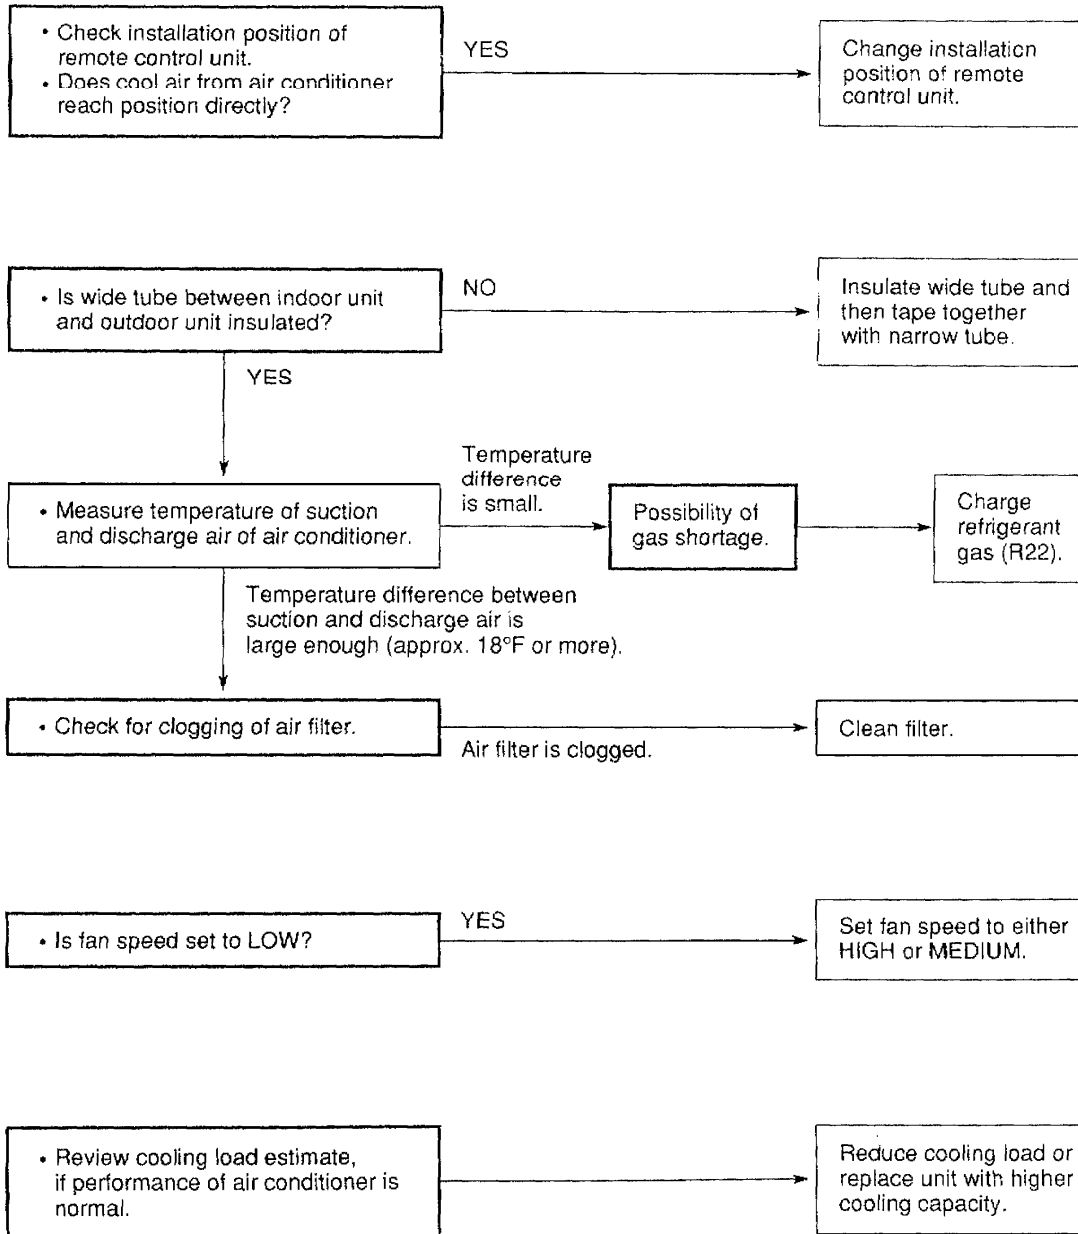 • Check installation position of
remote control unit.
• Does cool air from air conditioner
reach position directly?
YES
Change installation
position of remote
control unit.
• Is wide tube between indoor unit
and outdoor unit insulated?
NO
Insulate wide tube and
then tape together
with narrow tube.
YES
• Measure temperature of suction
and discharge air of air conditioner.
Temperature
difference
is small.
Possibility of
gas shortage.
Charge
refrigerant
gas (R22).
Temperature difference between
suction and discharge air is
large enough (approx. 18°F or more).
• Check for clogging of air filter.
Air filter is clogged.
Clean filter.
• Is fan speed set to LOW?
YES
Set fan speed to either
HIGH or MEDIUM.
• Review cooling load estimate,
if performance of air conditioner is
normal.
Reduce cooling load or
replace unit with higher
cooling capacity.